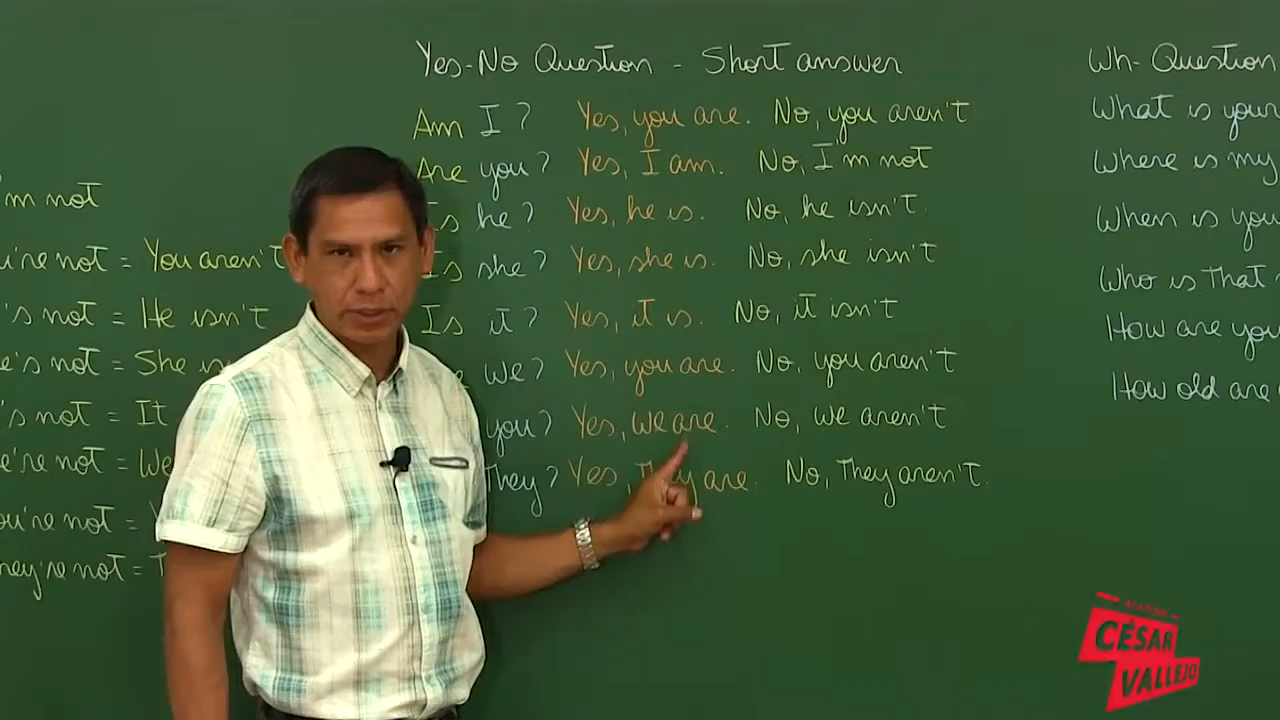 Yes-No Question - Short answer
Am I? Yes, you are. No, you aren't
Are you? Yes, I am. No, I'm not
Is he? Yes, he is. No, he isn't.
Is she? Yes, she is. No, she isn't
Is it? Yes, it is. No, it isn't
we? Yes, you are. No, you aren't
you? Yes, we are. No, we aren't
They? Yes, They are. No, They aren't.
'm not
're not = You aren't
's not = He isn't
's not = She
's not = It
're not = We
're not =
're not =
Wh- Question
What is your
Where is my
When is you
Who is that
How are you
How old are
CÉSAR
VALLEJO